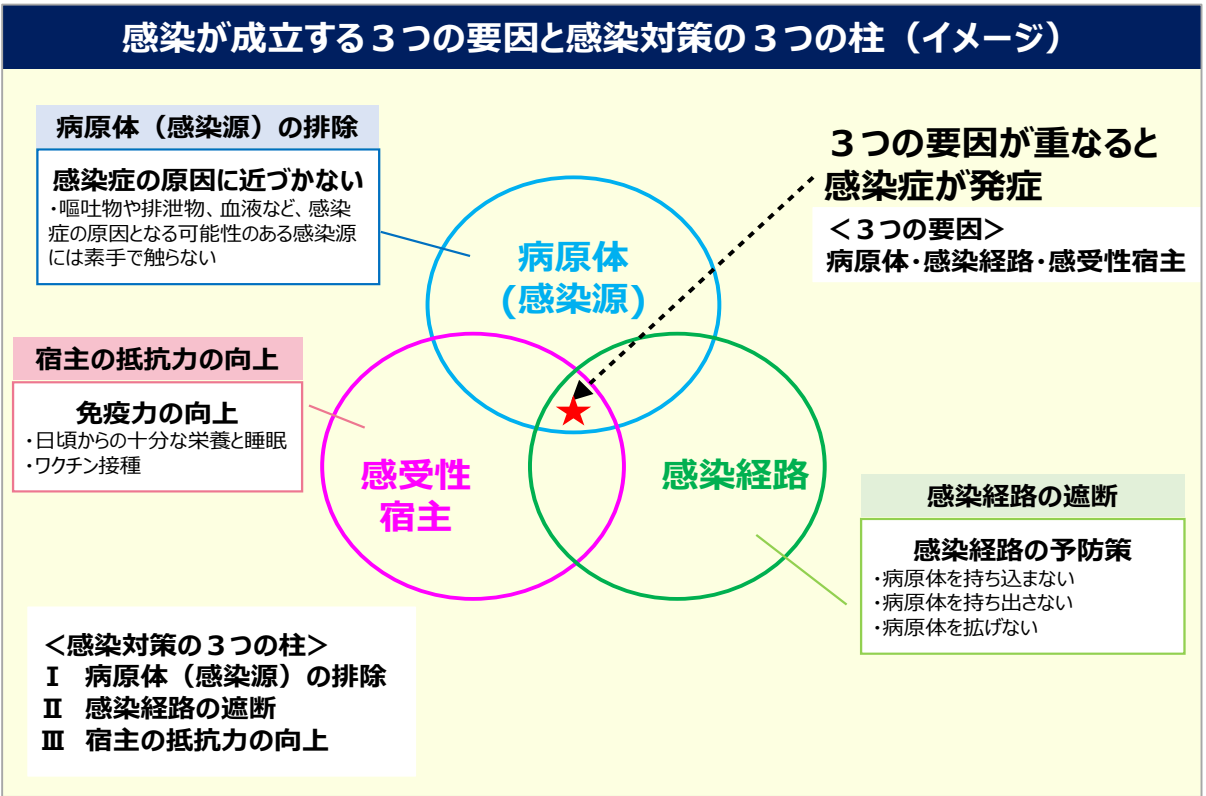 感染が成立する３つの要因と感染対策の３つの柱（イメージ）
病原体（感染源）の排除
感染症の原因に近づかない
・嘔吐物や排泄物、血液など、感染
症の原因となる可能性のある感染源
には素手で触らない
３つの要因が重なると
感染症が発症
＜３つの要因＞
病原体・感染経路・感受性宿主
病原体
(感染源)
宿主の抵抗力の向上
免疫力の向上
・日頃からの十分な栄養と睡眠
・ワクチン接種
感受性
宿主
感染経路
感染経路の遮断
感染経路の予防策
・病原体を持ち込まない
・病原体を持ち出さない
・病原体を拡げない
＜感染対策の３つの柱＞
Ⅰ　病原体（感染源）の排除
Ⅱ　感染経路の遮断
Ⅲ　宿主の抵抗力の向上